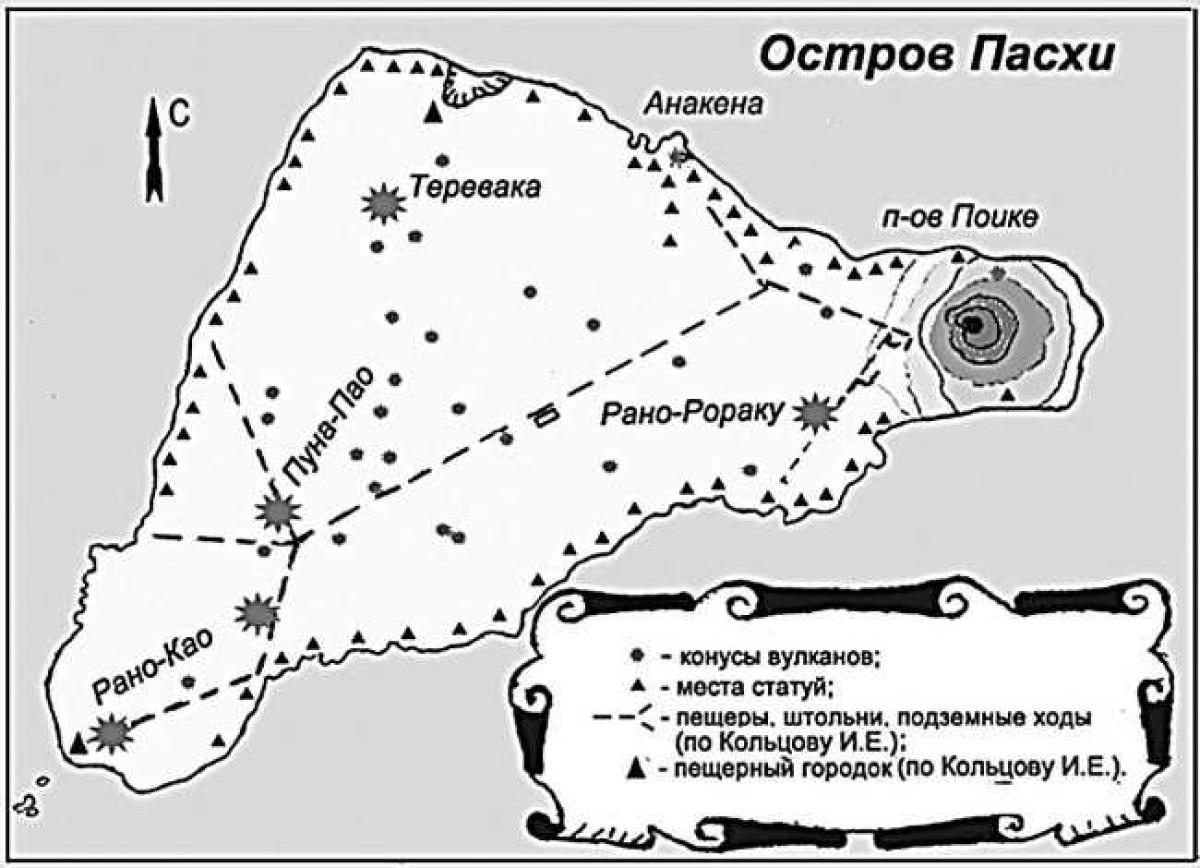 Остров Пасхи
С
Анакена
Теревака
п-ов Поике
Пуна-Пао
Рано-Рораку
Рано-Као
- конусы вулканов;
- места статуй;
- пещеры, штольни, подземные ходы
(по Кольцову И.Е.);
- пещерный городок (по Кольцову И.Е.).